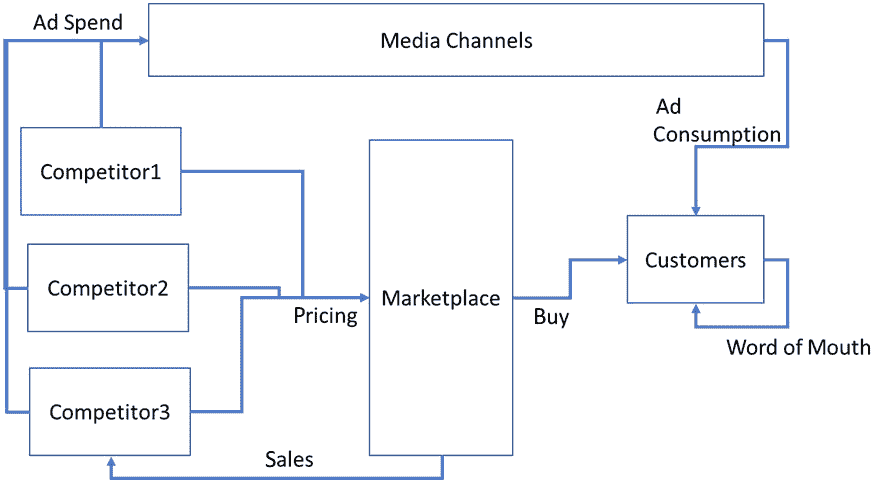 Ad Spend
Media Channels
Ad
Consumption
Competitor1
Competitor2
Competitor3
Pricing
Marketplace
Buy
Customers
Word of Mouth
Sales